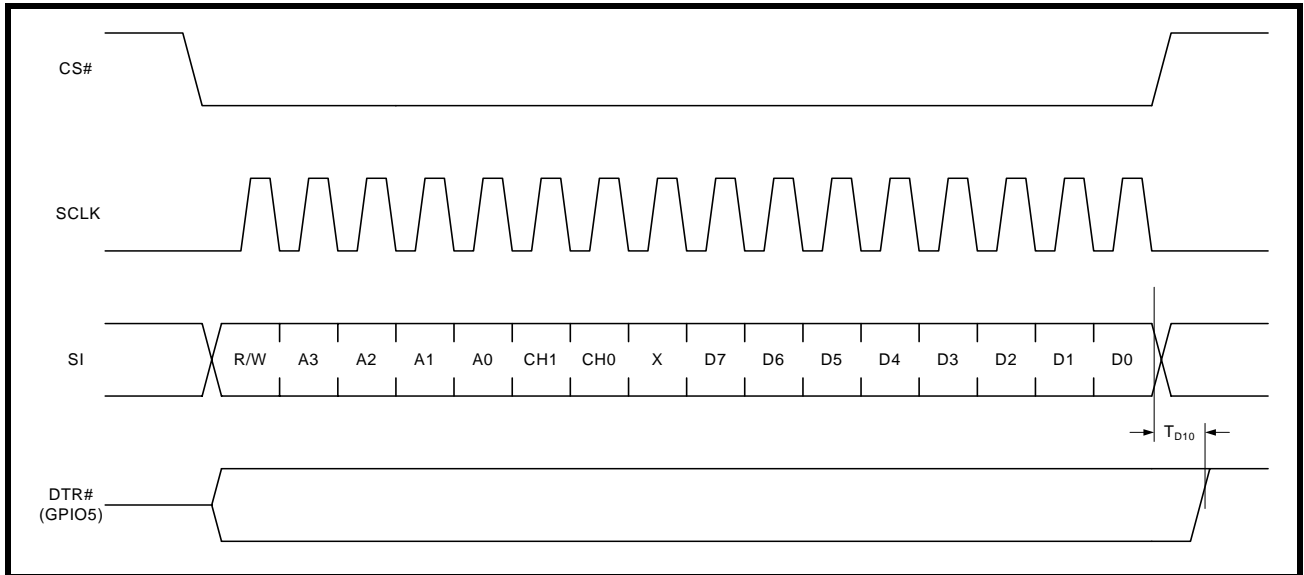 CS#
SCLK
SI
R/W A3 A2 A1 A0 CH1 CH0 X D7 D6 D5 D4 D3 D2 D1 D0
TD10
DTR#
(GPIO5)